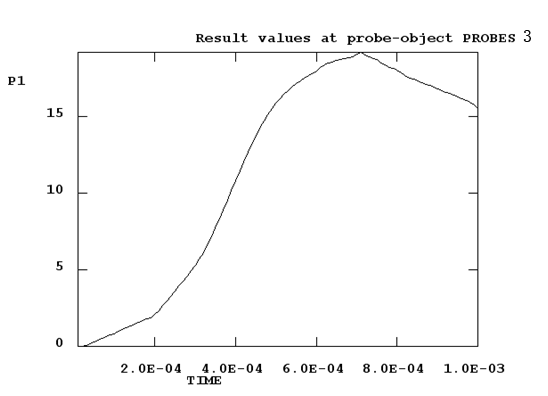 Result values at probe-object PROBES 3
P1
15
10
5
0
2.0E-04 4.0E-04 6.0E-04 8.0E-04 1.0E-03
TIME